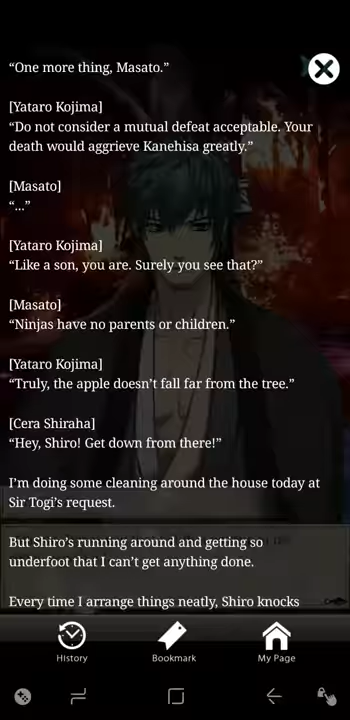 “One more thing, Masato.”
[Yataro Kojima]
“Do not consider a mutual defeat acceptable. Your
death would aggrieve Kanehisa greatly.”
[Masato]
“...”
[Yataro Kojima]
“Like a son, you are. Surely you see that?”
[Masato]
“Ninjas have no parents or children.”
[Yataro Kojima]
“Truly, the apple doesn’t fall far from the tree.”
[Cera Shiraha]
“Hey, Shiro! Get down from there!”
I’m doing some cleaning around the house today at
Sir Togi’s request.
But Shiro’s running around and getting so
underfoot that I can’t get anything done.
Every time I arrange things neatly, Shiro knocks
History
Bookmark
My Page